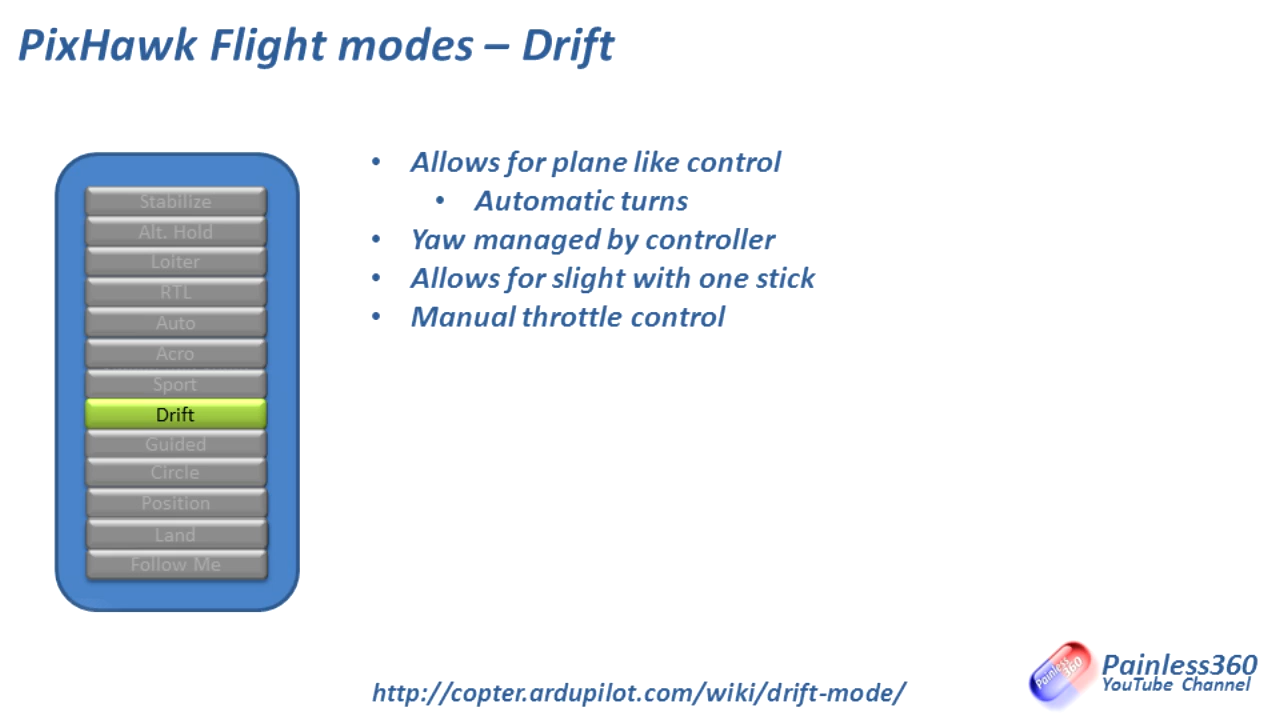 PixHawk Flight modes – Drift
Stabilize
Alt. Hold
Loiter
RTL
Auto
Acro
Sport
Drift
Guided
Circle
Position
Land
Follow Me
• Allows for plane like control
• Automatic turns
• Yaw managed by controller
• Allows for slight with one stick
• Manual throttle control
http://copter.ardupilot.com/wiki/drift-mode/
Painless
360
Painless360
YouTube Channel